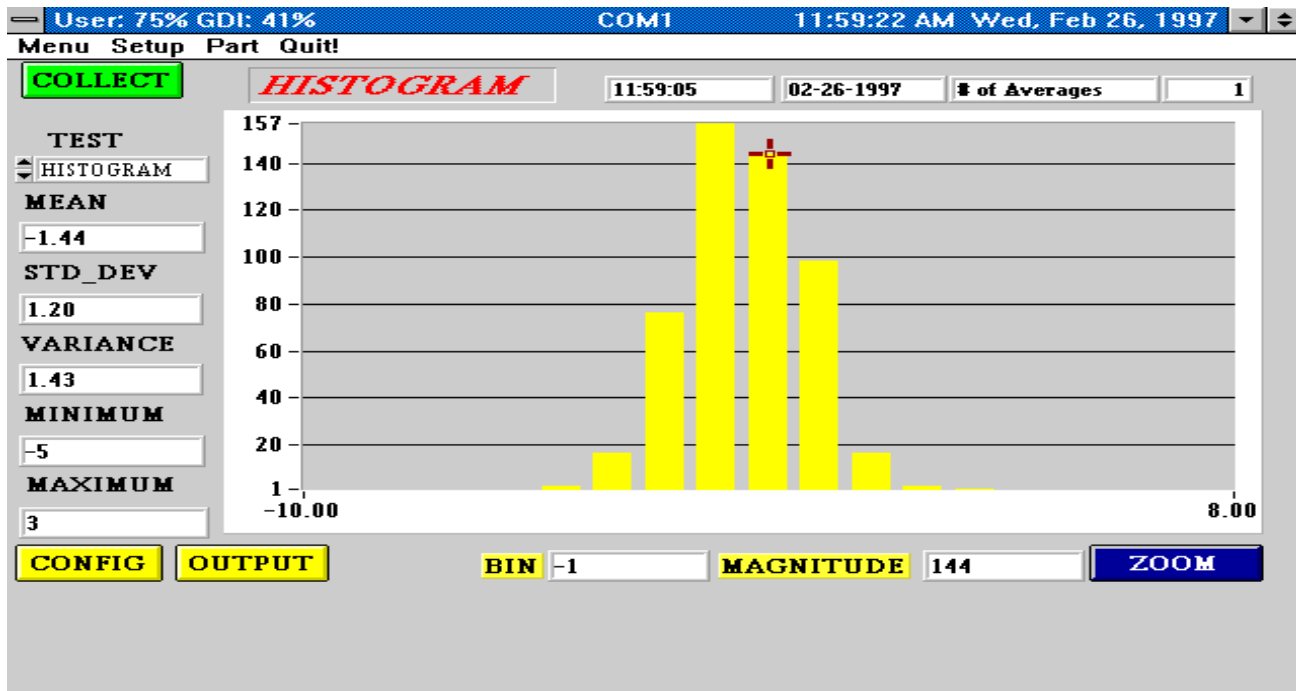 User: 75% GDI: 41% COM1 11:59:22 AM Wed, Feb 26, 1997
Menu Setup Part Quit!
COLLECT HISTOGRAM 11:59:05 02-26-1997 # of Averages 1
TEST
HISTOGRAM
MEAN
-1.44
STD_DEV
1.20
VARIANCE
1.43
MINIMUM
-5
MAXIMUM
3
157
140
120
100
80
60
40
20
1
-10.00 8.00
CONFIG OUTPUT BIN -1 MAGNITUDE 144 ZOOM